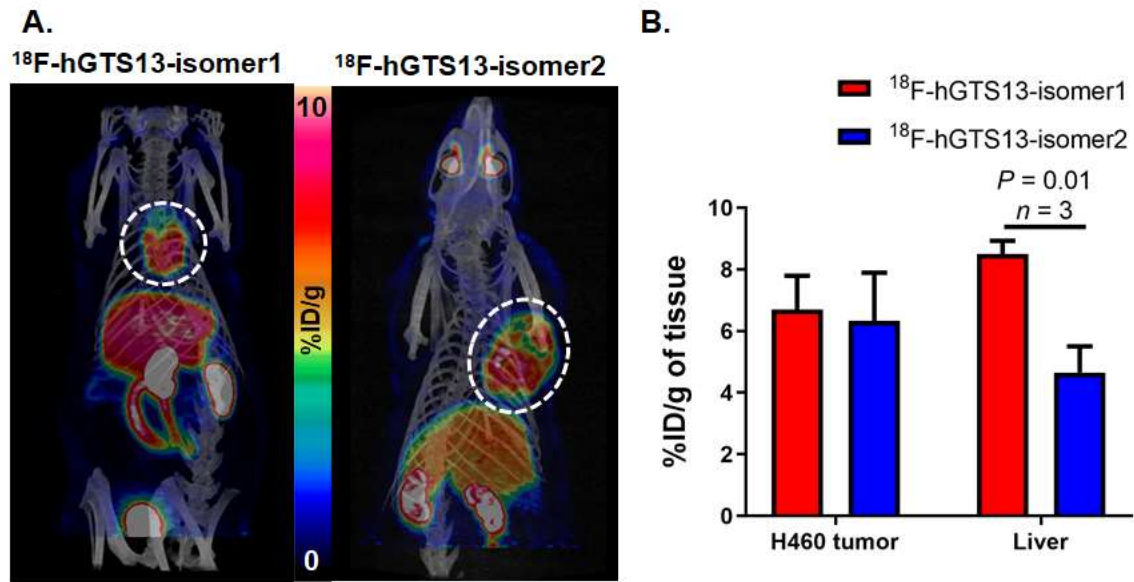 A.
¹⁸F-hGTS13-isomer1
¹⁸F-hGTS13-isomer2
10
%ID/g
0
B.
¹⁸F-hGTS13-isomer1
¹⁸F-hGTS13-isomer2
P = 0.01
n = 3
%ID/g of tissue
10
8
6
4
2
0
H460 tumor
Liver